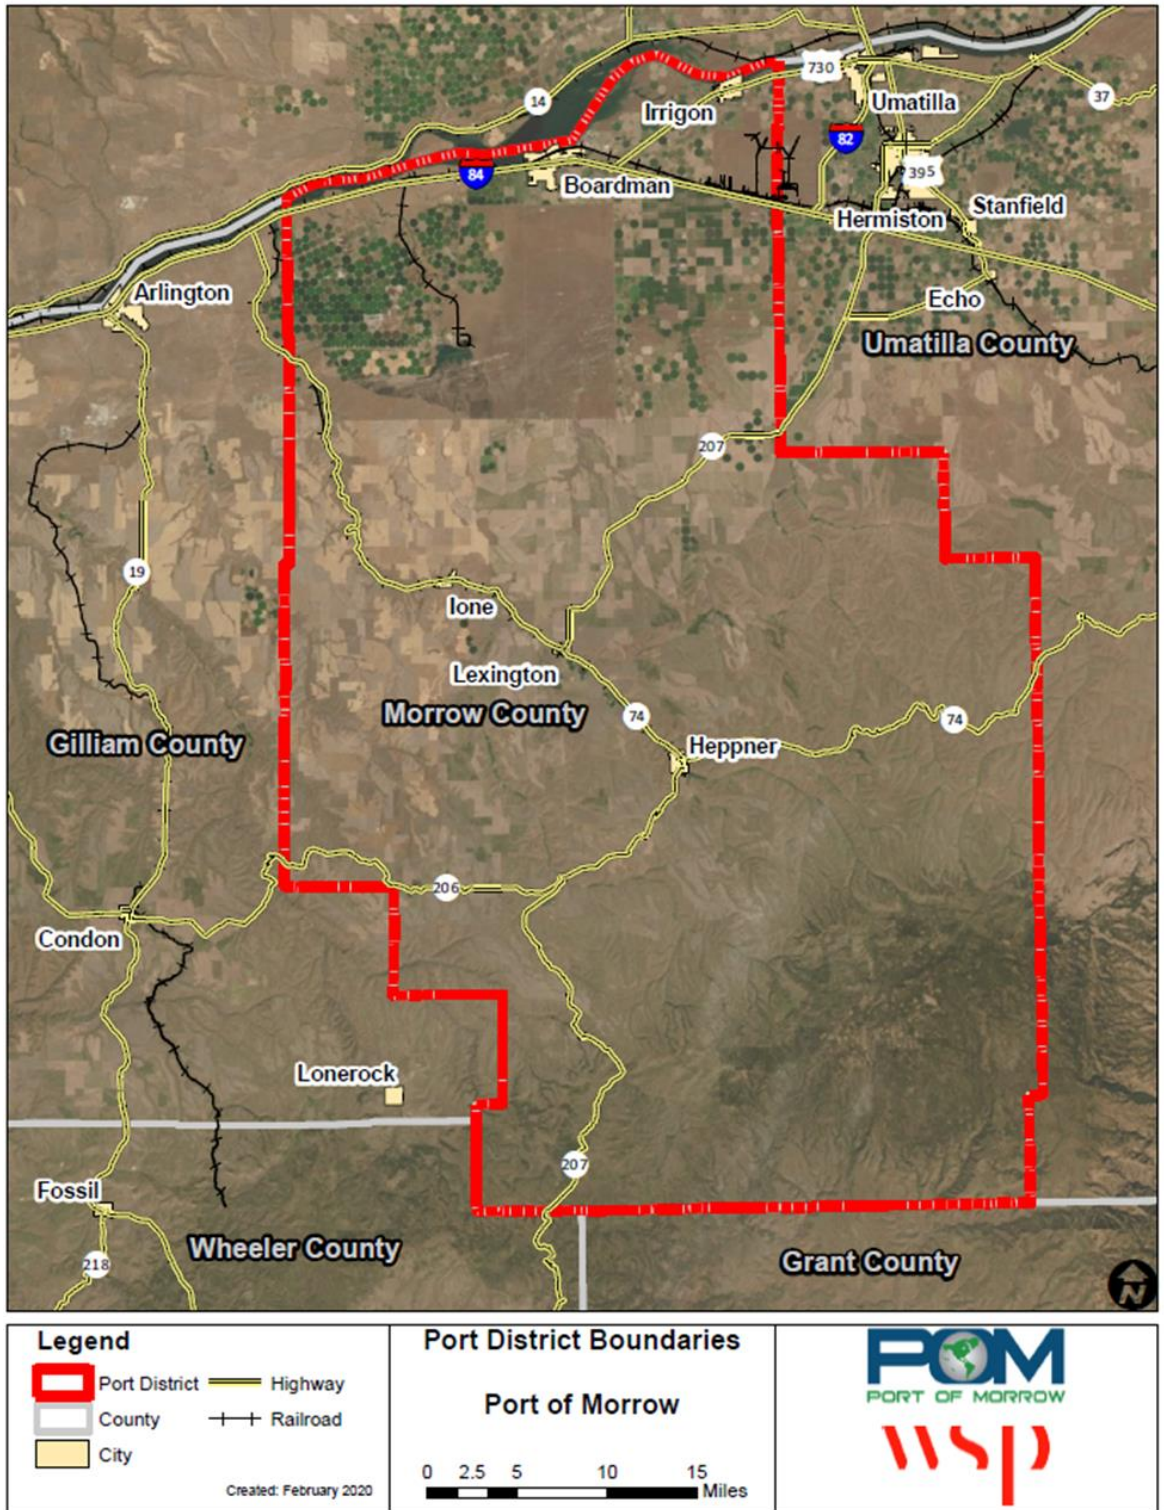 14
730
37
Irrigon
Umatilla
82
84
Boardman
395
Hermiston
Stanfield
Arlington
Echo
Umatilla County
207
19
Ione
Lexington
Morrow County
74
74
Gilliam County
Heppner
206
Condon
Lonerock
207
Fossil
Wheeler County
218
Grant County
N
Legend
Port District
Highway
County
Railroad
City
Created: February 2020
Port District Boundaries
Port of Morrow
0 2.5 5 10 15
Miles
POM
PORT OF MORROW
wsp